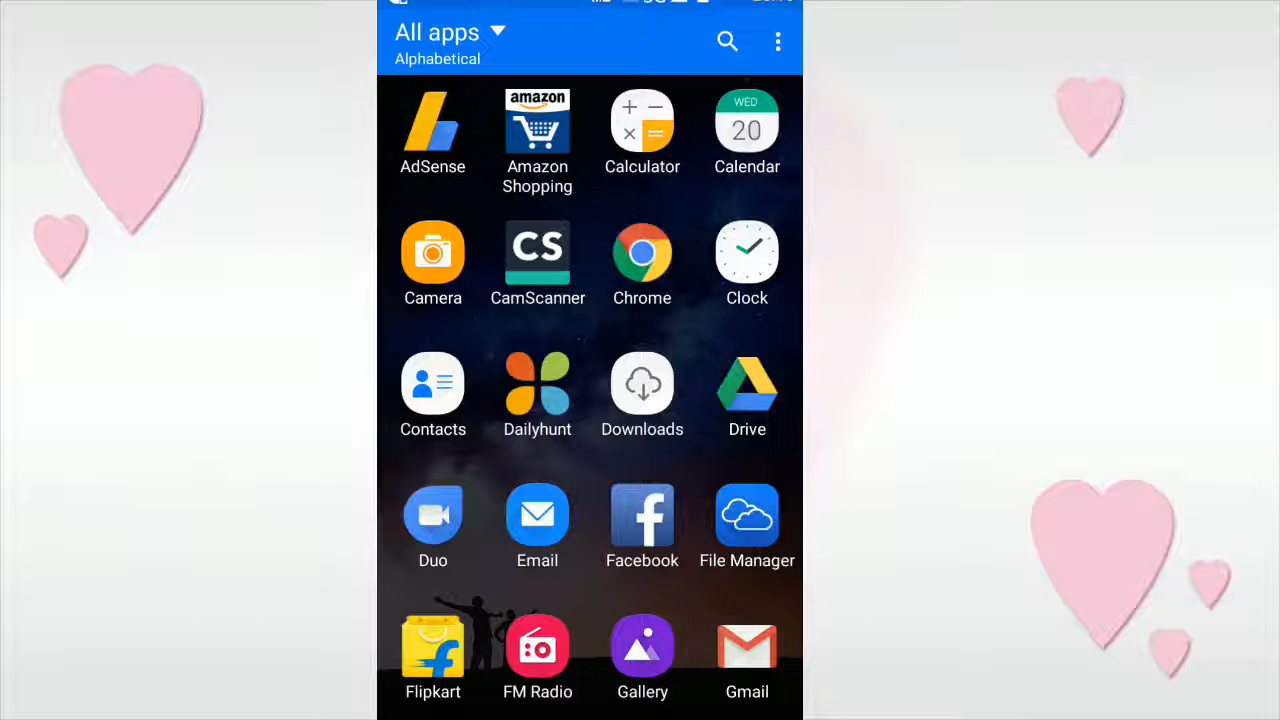 All apps
Alphabetical
WED
20
amazon
AdSense
Amazon
Shopping
Calculator
Calendar
CS
Camera
CamScanner
Chrome
Clock
Contacts
Dailyhunt
Downloads
Drive
Duo
Email
Facebook
File Manager
Flipkart
FM Radio
Gallery
Gmail